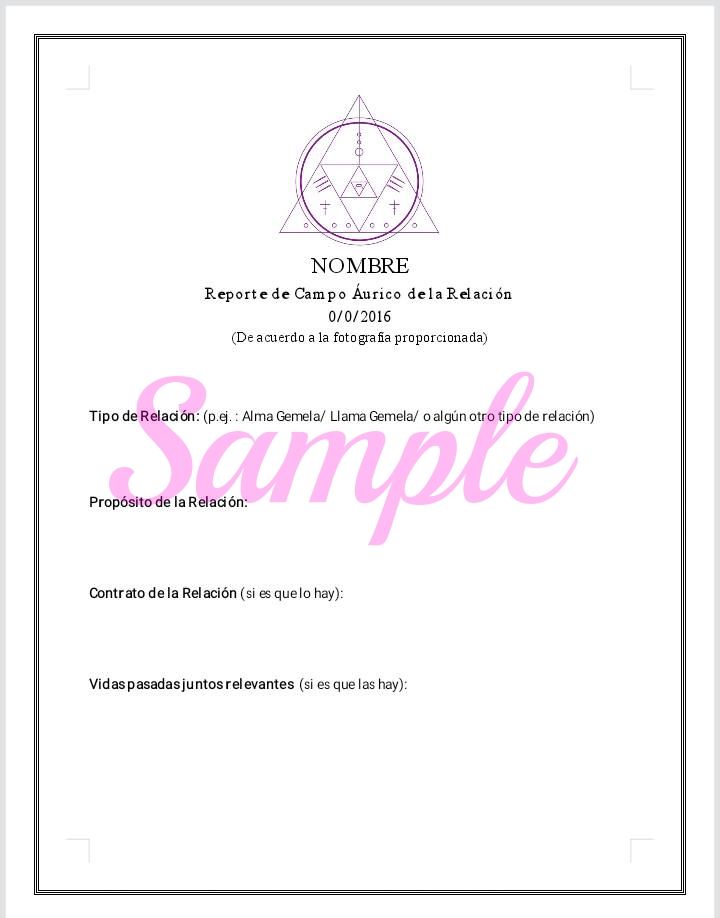 NOMBRE
Reporte de Campo Áurico de la Relación
0/0/2016
(De acuerdo a la fotografía proporcionada)
Tipo de Relación: (p.ej. : Alma Gemela/ Llama Gemela/ o algún otro tipo de relación)
Sample
Propósito de la Relación:
Contrato de la Relación (si es que lo hay):
Vidas pasadas juntos relevantes (si es que las hay):